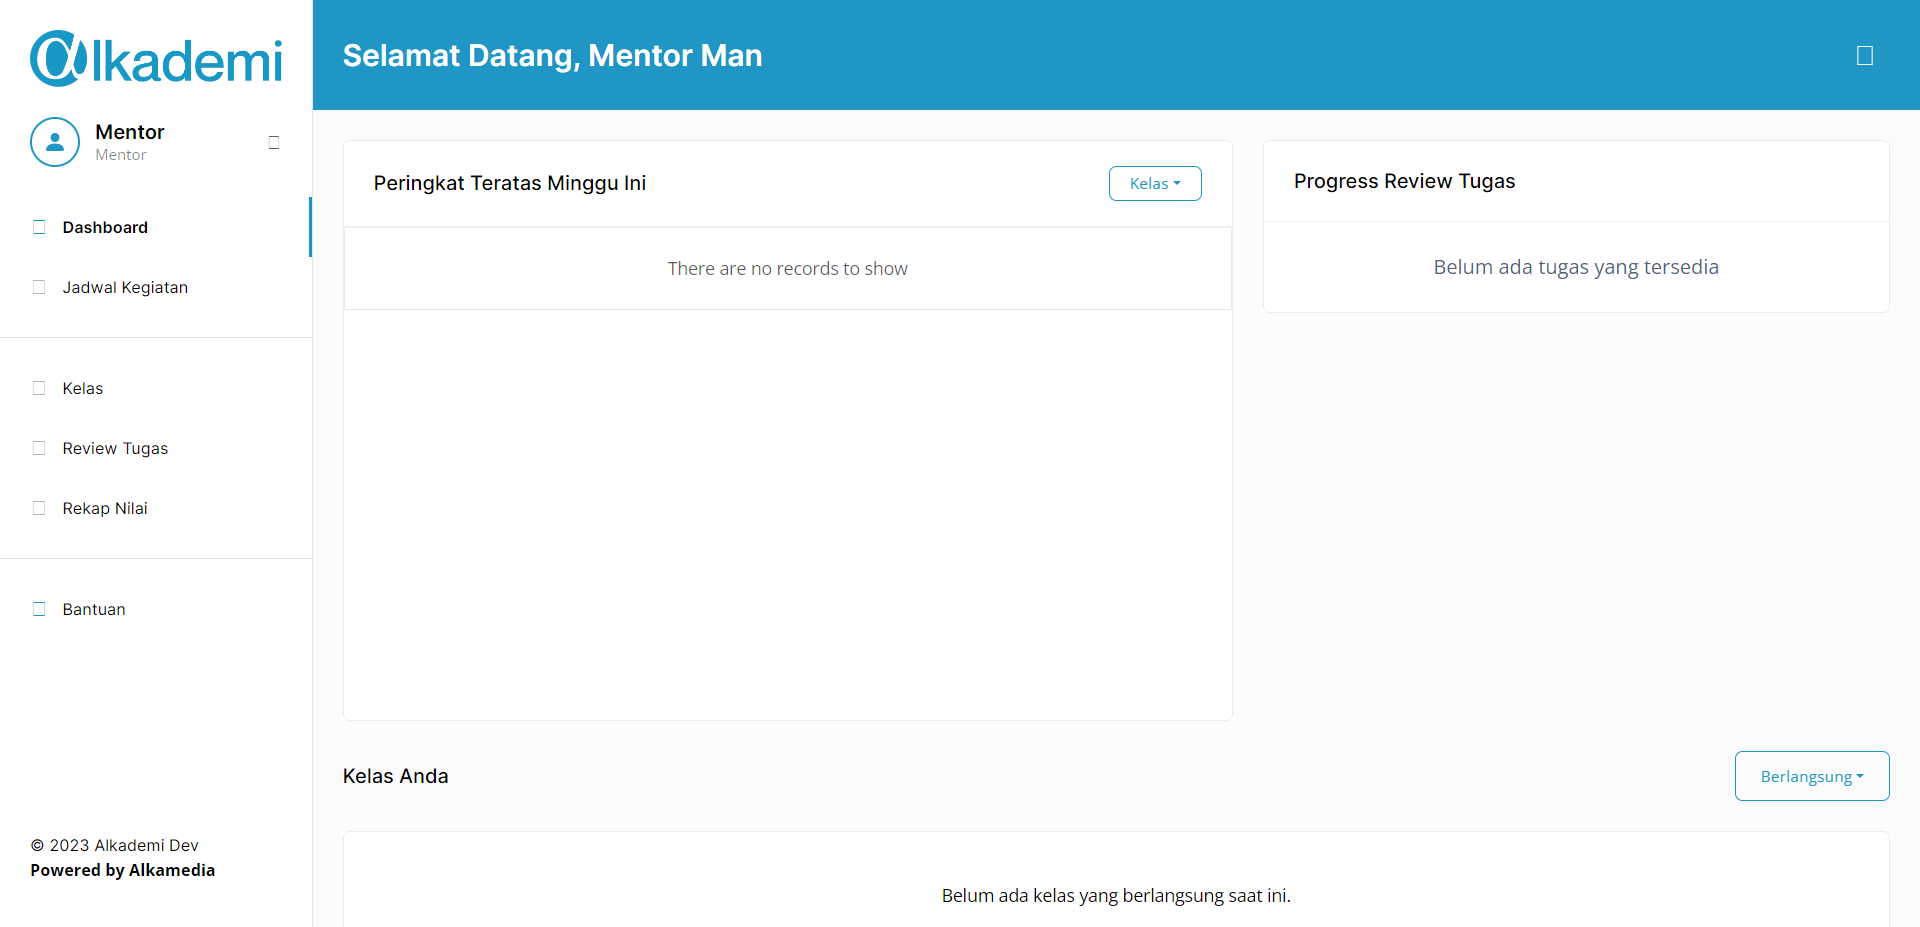 @lkademi
Selamat Datang, Mentor Man
Mentor
Mentor
Dashboard
Jadwal Kegiatan
Kelas
Review Tugas
Rekap Nilai
Bantuan
© 2023 Alkademi Dev
Powered by Alkamedia
Peringkat Teratas Minggu Ini
Kelas
There are no records to show
Progress Review Tugas
Belum ada tugas yang tersedia
Kelas Anda
Berlangsung
Belum ada kelas yang berlangsung saat ini.